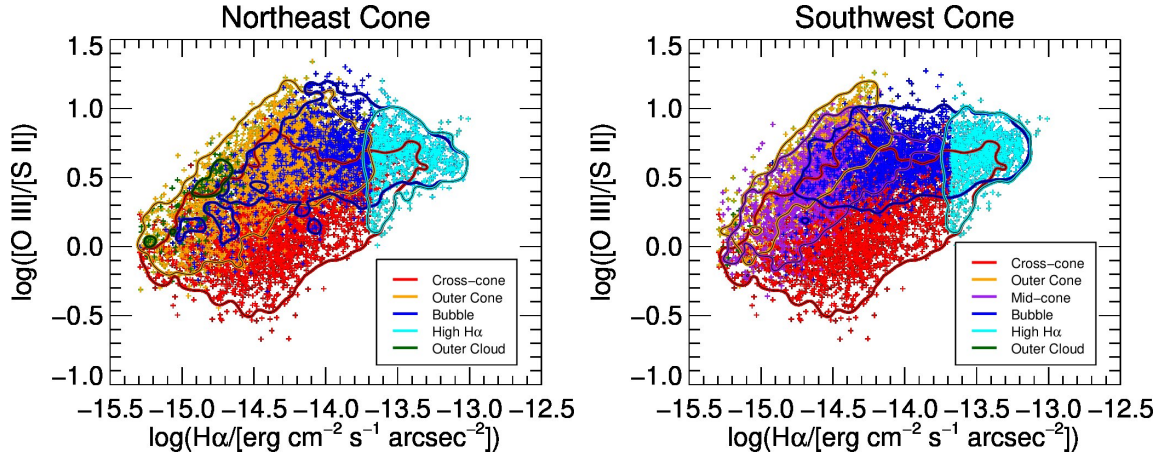 Northeast Cone
1.5
1.0
0.5
0.0
−0.5
−1.0
log([O III]/[S II])
Cross−cone
Outer Cone
Bubble
High Hα
Outer Cloud
−15.5 −15.0 −14.5 −14.0 −13.5 −13.0 −12.5
log(Hα/[erg cm⁻² s⁻¹ arcsec⁻²])
Southwest Cone
1.5
1.0
0.5
0.0
−0.5
−1.0
log([O III]/[S II])
Cross−cone
Outer Cone
Mid−cone
Bubble
High Hα
Outer Cloud
−15.5 −15.0 −14.5 −14.0 −13.5 −13.0 −12.5
log(Hα/[erg cm⁻² s⁻¹ arcsec⁻²])